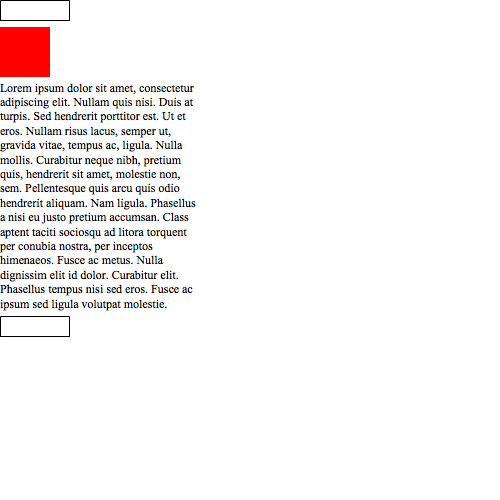 Lorem ipsum dolor sit amet, consectetur
adipiscing elit. Nullam quis nisi. Duis at
turpis. Sed hendrerit porttitor est. Ut et
eros. Nullam risus lacus, semper ut,
gravida vitae, tempus ac, ligula. Nulla
mollis. Curabitur neque nibh, pretium
quis, hendrerit sit amet, molestie non,
sem. Pellentesque quis arcu quis odio
hendrerit aliquam. Nam ligula. Phasellus
a nisi eu justo pretium accumsan. Class
aptent taciti sociosqu ad litora torquent
per conubia nostra, per inceptos
himenaeos. Fusce ac metus. Nulla
dignissim elit id dolor. Curabitur elit.
Phasellus tempus nisi sed eros. Fusce ac
ipsum sed ligula volutpat molestie.